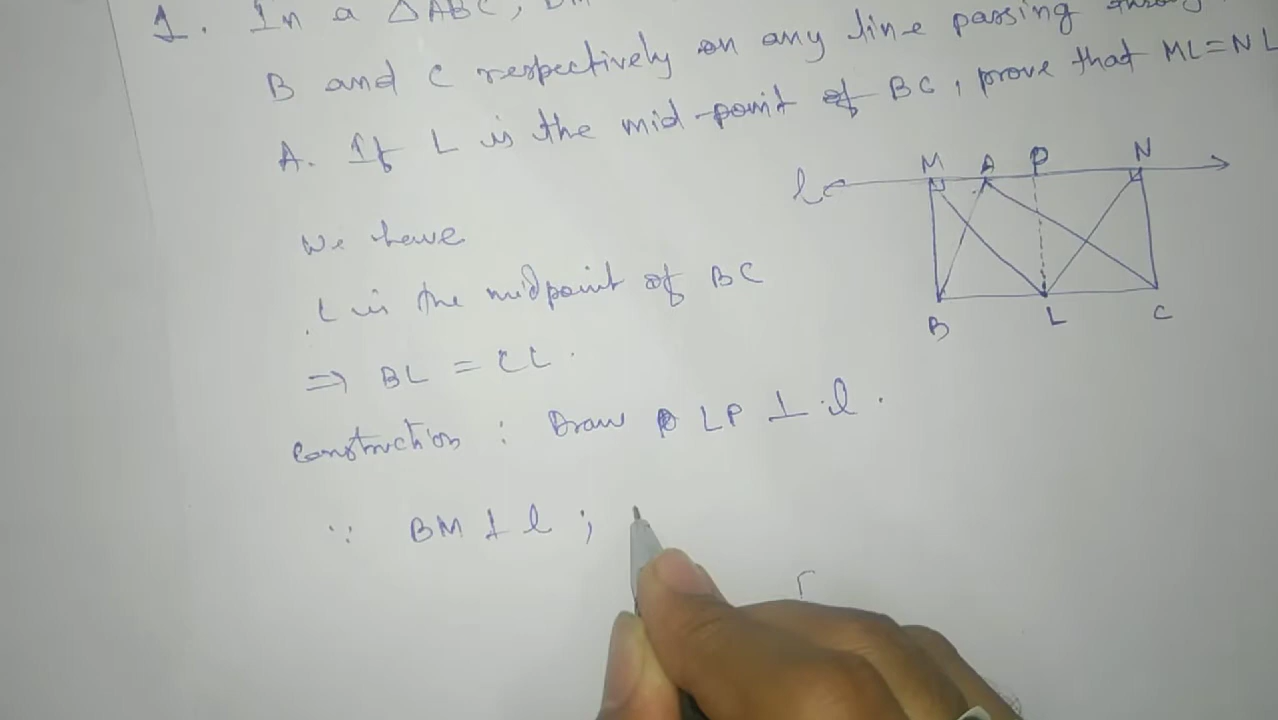 1. In a △ABC,
B and C respectively on any line passing
A. If L is the mid-point of BC, prove that ML=NL
l M A P N
B L C
We have
L is the midpoint of BC
⇒ BL = CL.
Construction : Draw LP ⊥ l.
∵ BM ⊥ l ;